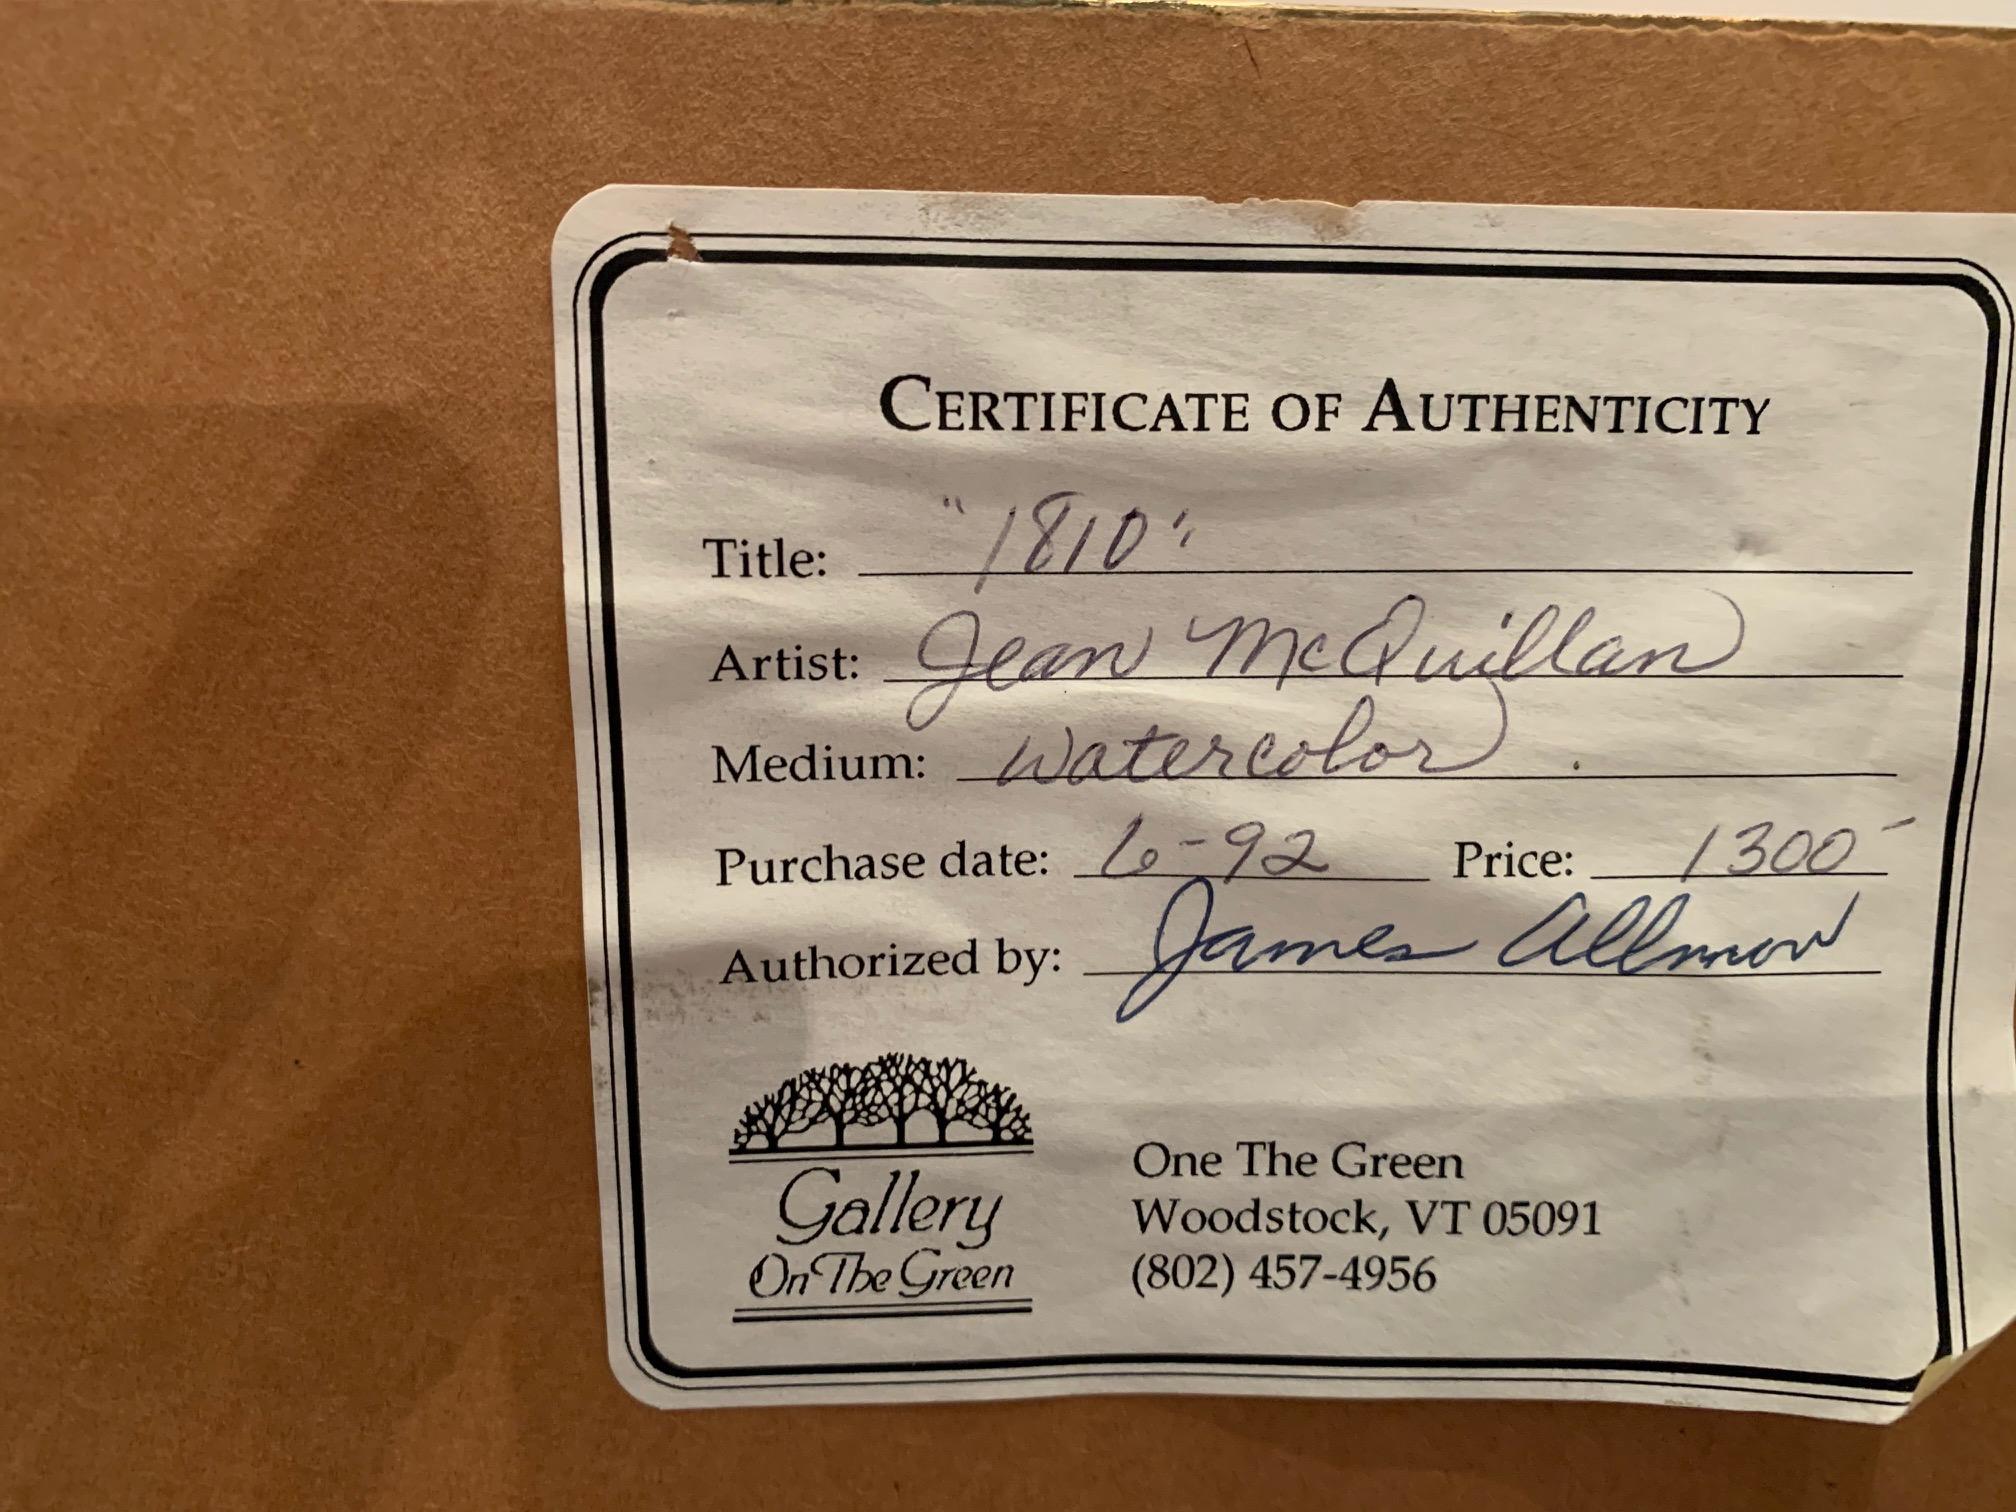 CERTIFICATE OF AUTHENTICITY
Title: "1810"
Artist: Jean McQuillan
Medium: Watercolor
Purchase date: 6-92 Price: 1300-
Authorized by: James
Gallery
On The Green
One The Green
Woodstock, VT 05091
(802) 457-4956